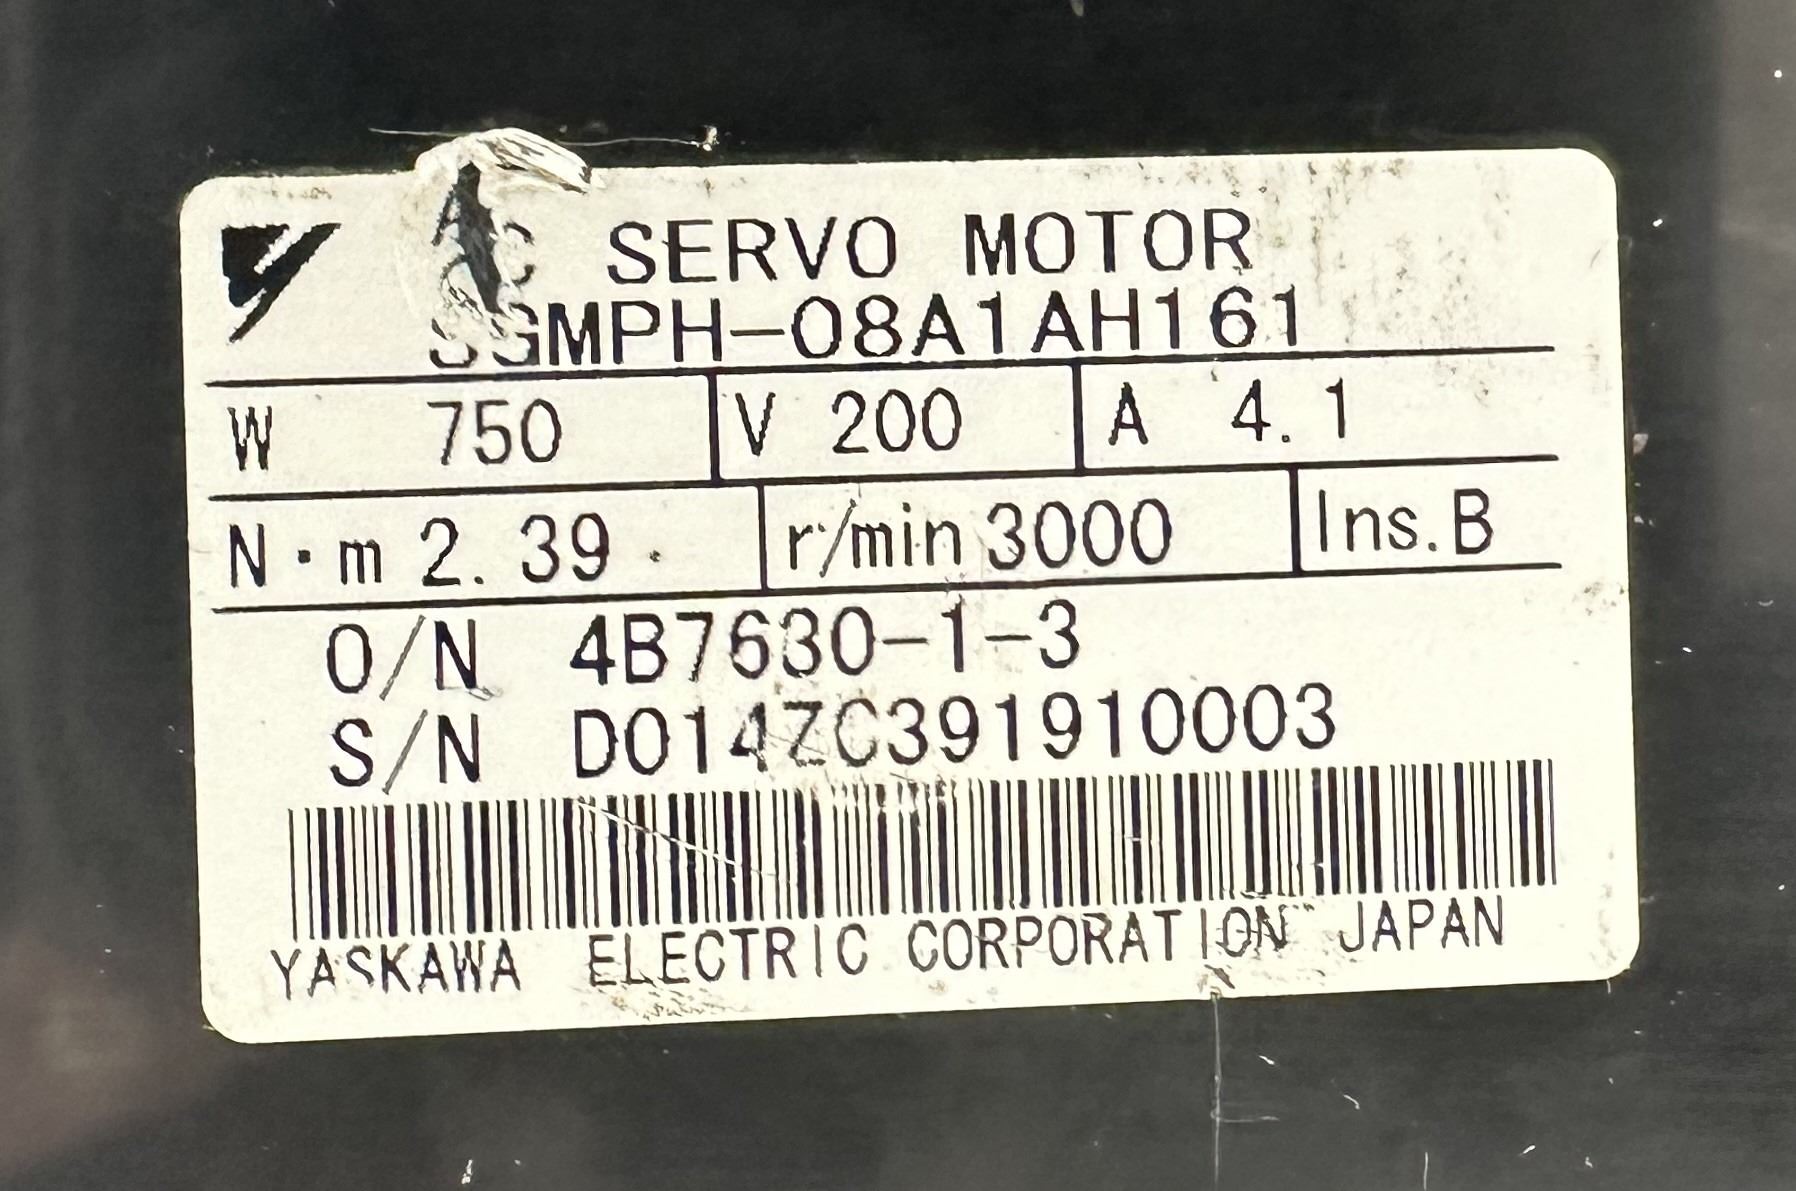 AC SERVO MOTOR
SGMPH-08A1AH161
W 750 V 200 A 4.1
N·m 2.39 r/min 3000 Ins.B
O/N 4B7630-1-3
S/N D014ZC391910003
YASKAWA ELECTRIC CORPORATION JAPAN